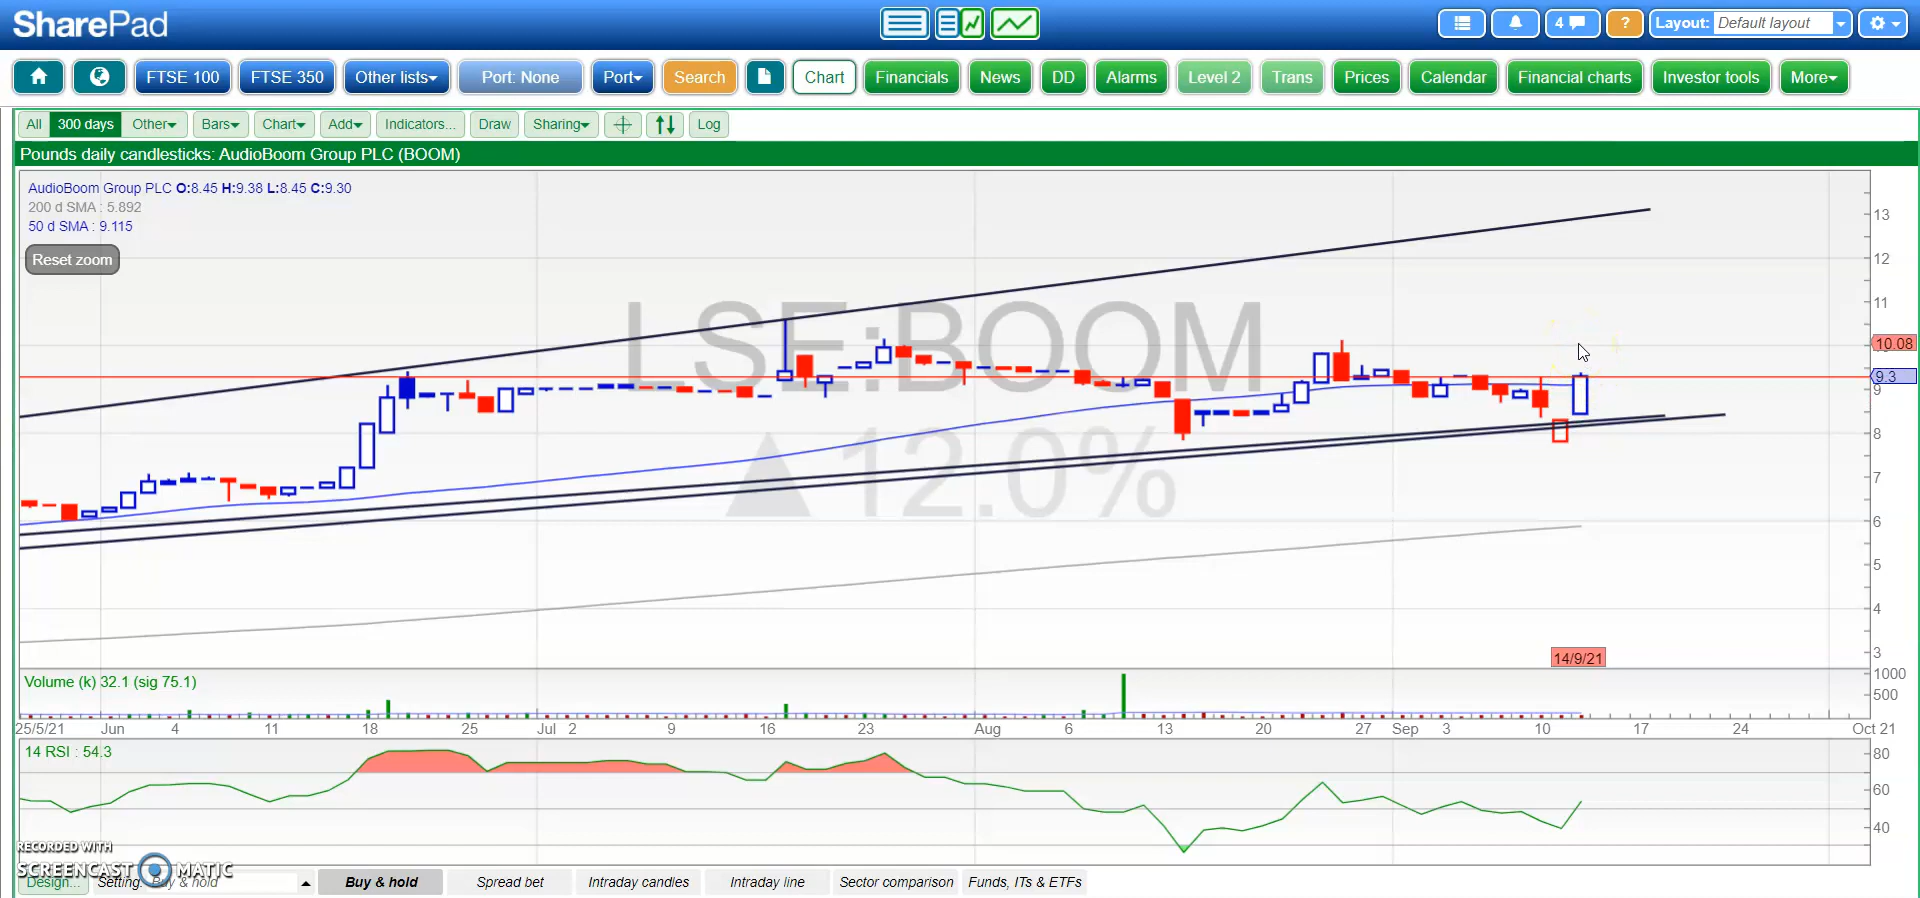 SharePad
4
?
Layout: Default layout
FTSE 100
FTSE 350
Other lists
Port: None
Port
Search
Chart
Financials
News
DD
Alarms
Level 2
Trans
Prices
Calendar
Financial charts
Investor tools
More
All
300 days
Other
Bars
Chart
Add
Indicators...
Draw
Sharing
Log
Pounds daily candlesticks: AudioBoom Group PLC (BOOM)
AudioBoom Group PLC O:8.45 H:9.38 L:8.45 C:9.30
200 d SMA : 5.892
50 d SMA : 9.115
Reset zoom
LSE:BOOM
▲12.0%
13
12
11
10.08
9.3
9
8
7
6
5
4
3
14/9/21
Volume (k) 32.1 (sig 75.1)
1000
500
25/5/21 Jun 4 11 18 25 Jul 2 9 16 23 Aug 6 13 20 27 Sep 3 10 17 24 Oct 21
14 RSI : 54.3
80
60
40
RECORDED WITH
SCREENCAST MATIC
Design...
Setting: Buy & hold
Buy & hold
Spread bet
Intraday candles
Intraday line
Sector comparison
Funds, ITs & ETFs